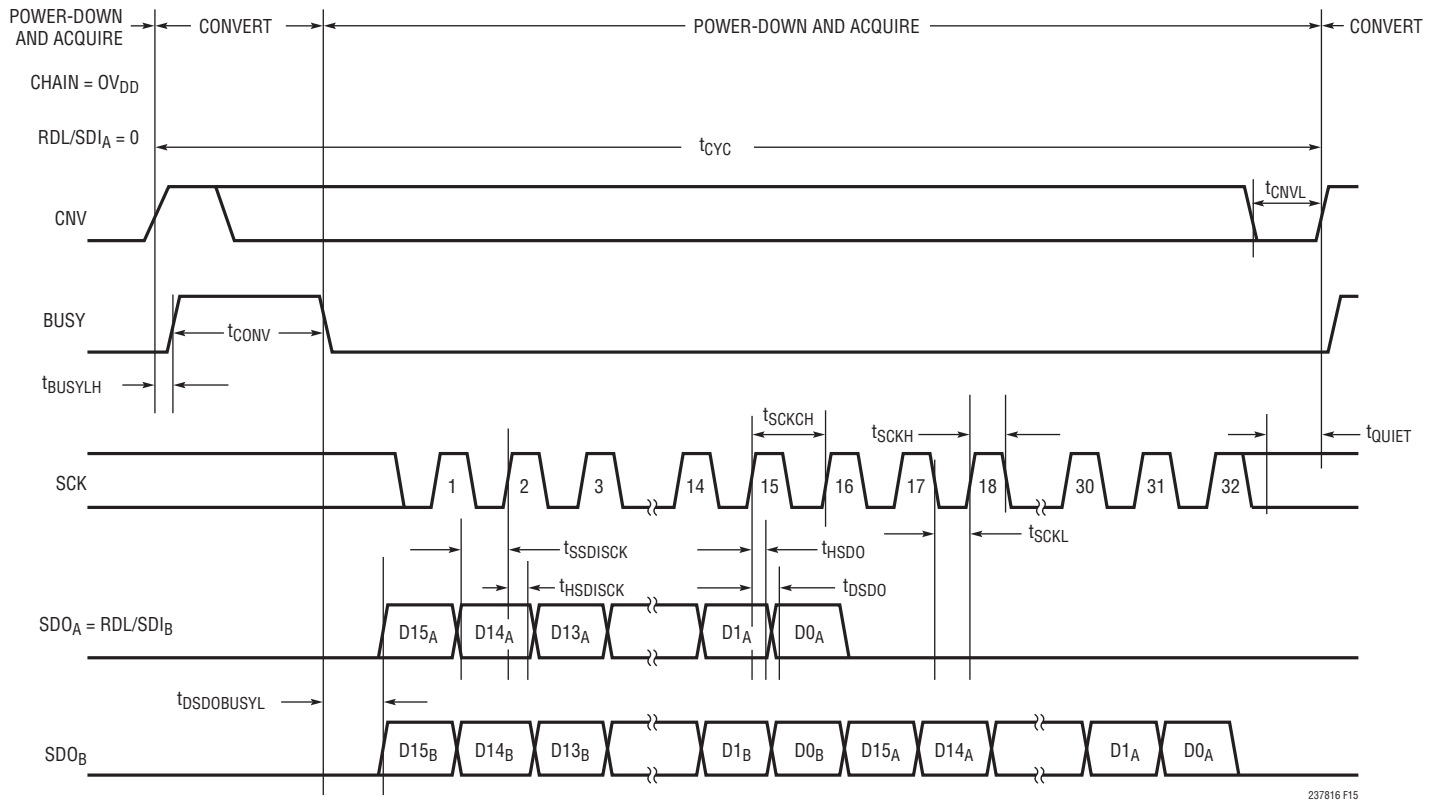 POWER-DOWN
AND ACQUIRE
CONVERT
POWER-DOWN AND ACQUIRE
CONVERT
CHAIN = OVDD
RDL/SDIA = 0
tCYC
CNV
tCNVL
BUSY
tCONV
tBUSYLH
tSCKCH
tSCKH
tQUIET
SCK
1 2 3 14 15 16 17 18 30 31 32
tSSDISCK
tHSDO
tSCKL
tHSDISCK
tDSDO
SDOA = RDL/SDIB
D15A D14A D13A D1A D0A
tDSDOBUSYL
SDOB
D15B D14B D13B D1B D0B D15A D14A D1A D0A
237816 F15